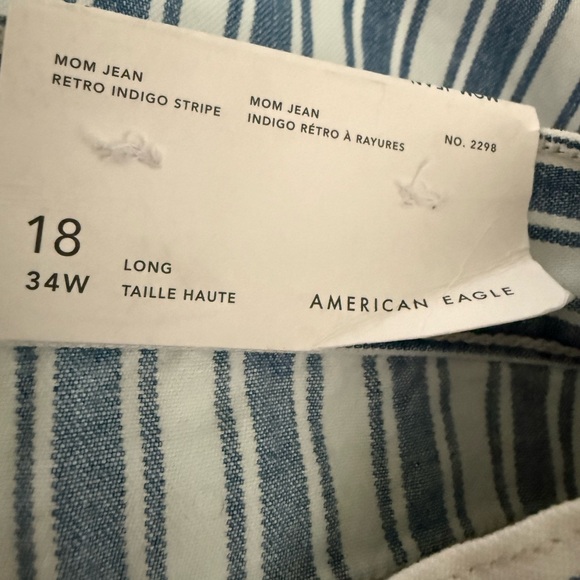 MOM JEAN
RETRO INDIGO STRIPE
MOM JEAN
INDIGO RÉTRO À RAYURES
NO. 2298
18
34W
LONG
TAILLE HAUTE
AMERICAN EAGLE